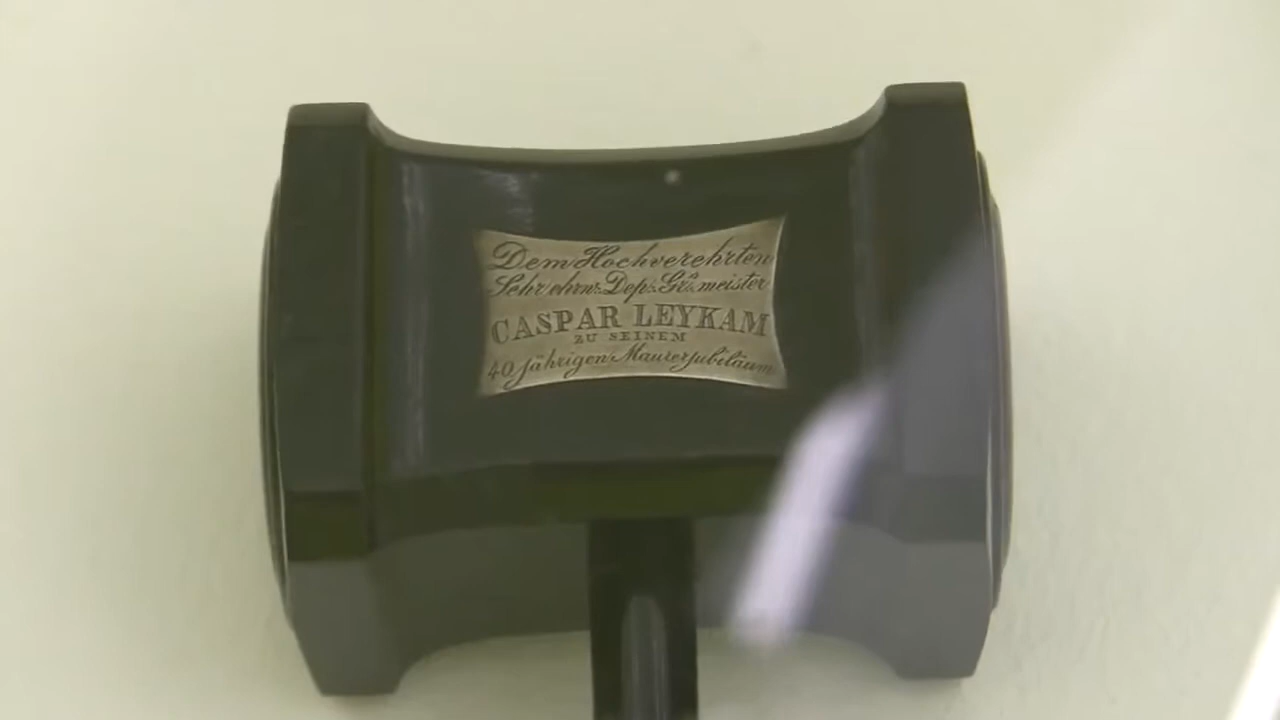 Dem Hochverehrten
Sehr ehrw: Dep: Gr: meister
CASPAR LEYKAM
ZU SEINEM
40 jährigen Maurerjubiläum